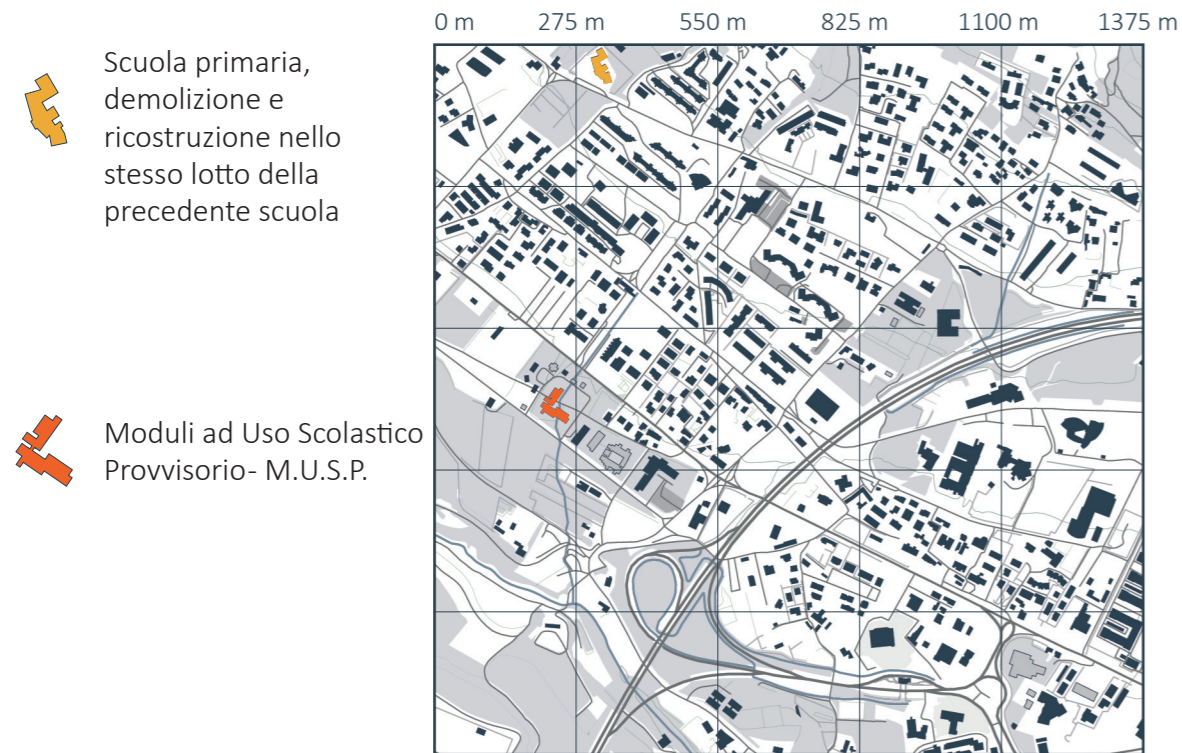 0 m 275 m 550 m 825 m 1100 m 1375 m
Scuola primaria,
demolizione e
ricostruzione nello
stesso lotto della
precedente scuola
Moduli ad Uso Scolastico
Provvisorio- M.U.S.P.